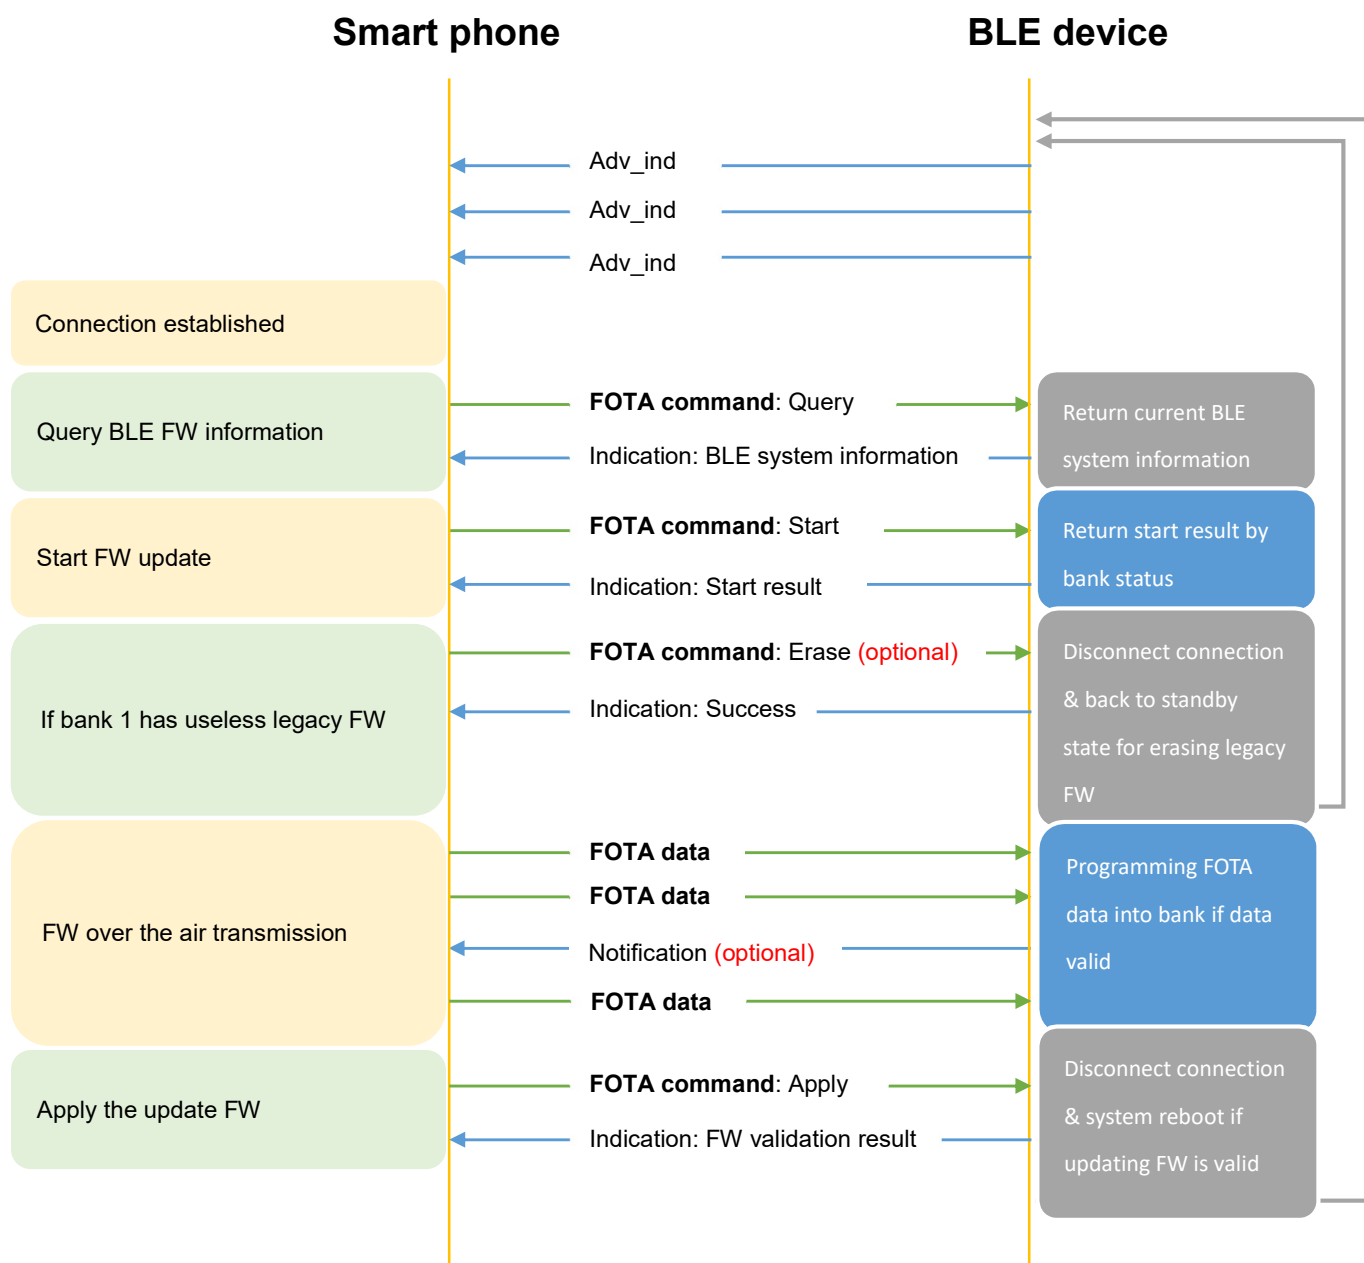 Smart phone
BLE device
Adv_ind
Adv_ind
Adv_ind
Connection established
Query BLE FW information
FOTA command: Query
Indication: BLE system information
Return current BLE
system information
Start FW update
FOTA command: Start
Indication: Start result
Return start result by
bank status
If bank 1 has useless legacy FW
FOTA command: Erase (optional)
Indication: Success
Disconnect connection
& back to standby
state for erasing legacy
FW
FW over the air transmission
FOTA data
FOTA data
Notification (optional)
FOTA data
Programming FOTA
data into bank if data
valid
Apply the update FW
FOTA command: Apply
Indication: FW validation result
Disconnect connection
& system reboot if
updating FW is valid